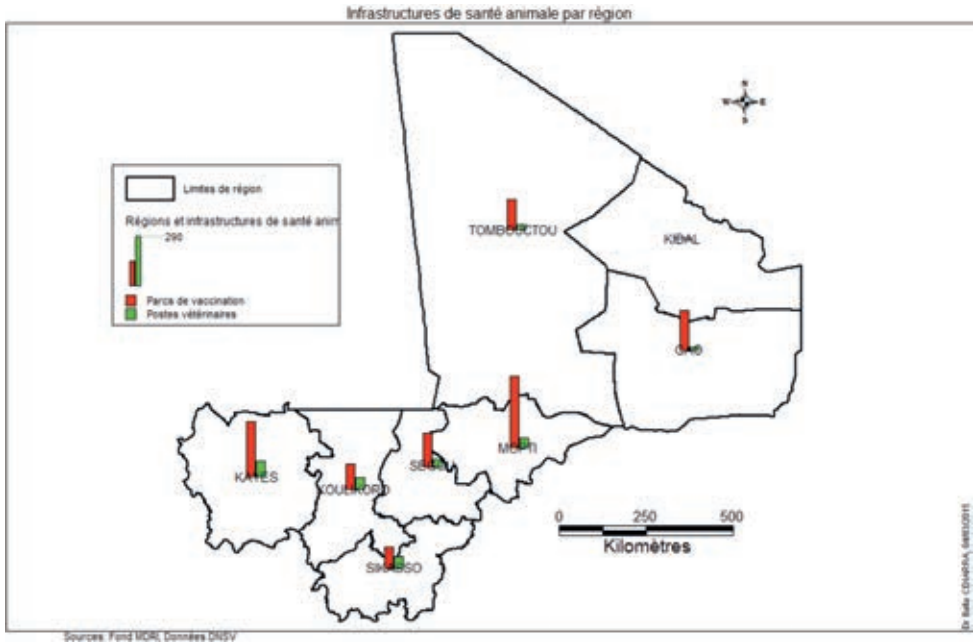 Infrastructures de santé animale par région
N
W E
S
Limites de région
Régions et infrastructures de santé anim
290
Parcs de vaccination
Postes vétérinaires
TOMBOUCTOU
KIDAL
GAO
MOPTI
SEGOU
KAYES
KOULIKORO
SIKASSO
0 250 500
Kilomètres
Sources: Fond MDRI, Données DNSV